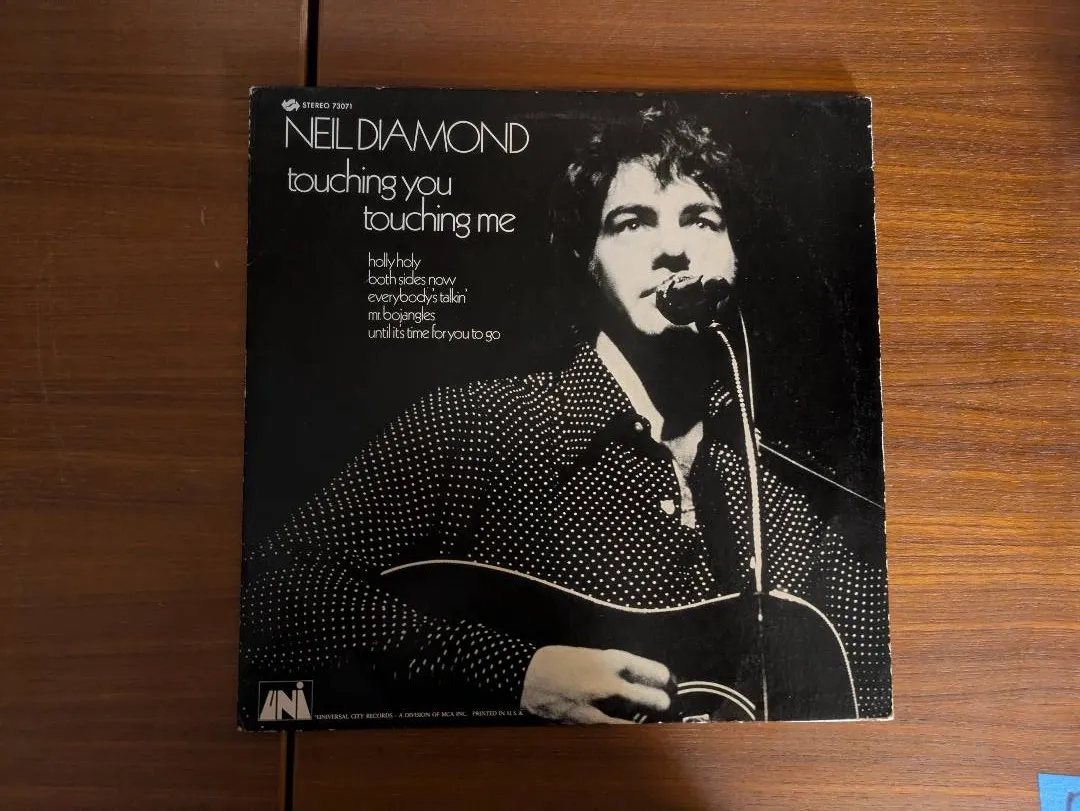 STEREO 73071
NEIL DIAMOND
touching you
touching me
holly holy
both sides now
everybody's talkin'
mr. bojangles
until it's time for you to go
UNI
UNIVERSAL CITY RECORDS - A DIVISION OF MCA INC. PRINTED IN U.S.A.